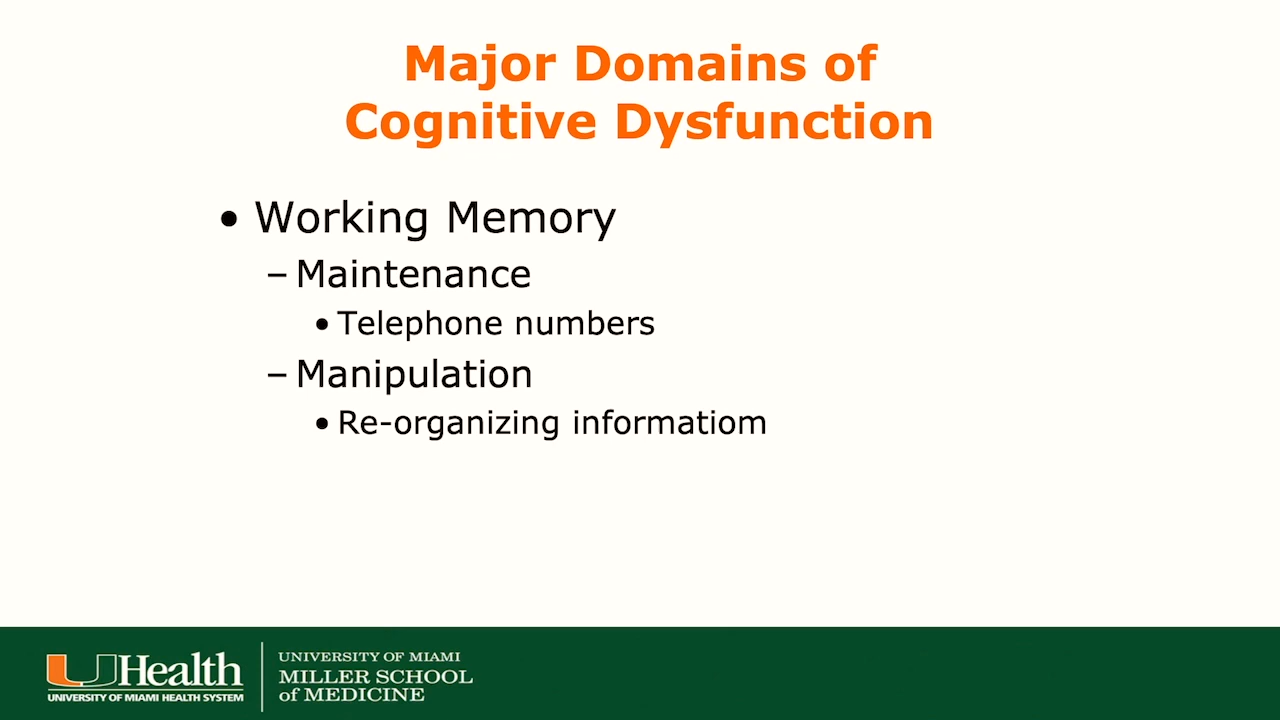 Major Domains of
Cognitive Dysfunction
• Working Memory
– Maintenance
• Telephone numbers
– Manipulation
• Re-organizing informatiom
UHealth
UNIVERSITY OF MIAMI HEALTH SYSTEM
UNIVERSITY OF MIAMI
MILLER SCHOOL
of MEDICINE